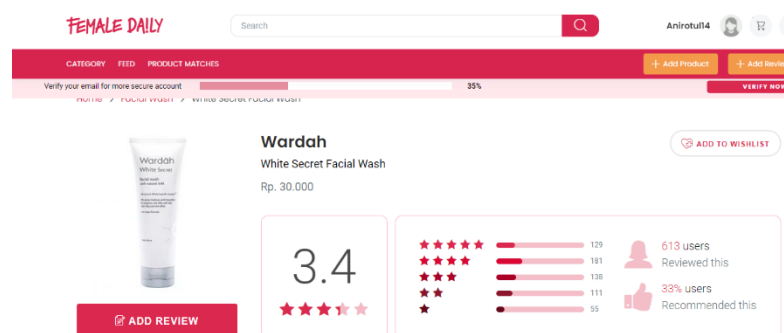 FEMALE DAILY
Search
Anirotul14
CATEGORY FEED PRODUCT MATCHES
+ Add Product
+ Add Revie
Verify your email for more secure account
35%
VERIFY NOW
Home > Facial Wash > White Secret Facial Wash
Wardah
White Secret Facial Wash
Rp. 30.000
ADD TO WISHLIST
Wardah
White Secret
facial wash
3.4
129
181
138
111
55
613 users
Reviewed this
33% users
Recommended this
ADD REVIEW